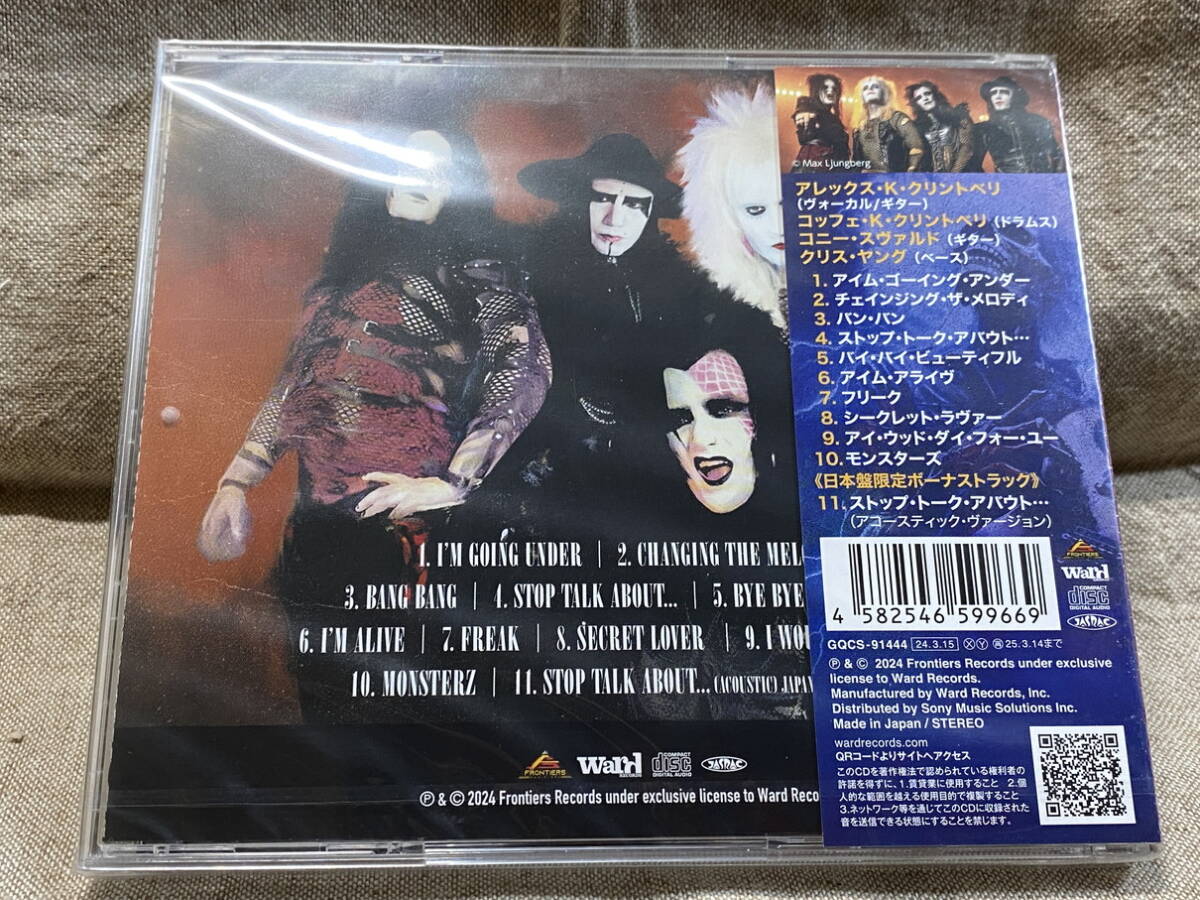 © Max Ljungberg
アレックス・K・クリントベリ
(ヴォーカル/ギター)
コッフェ・K・クリントベリ (ドラムス)
コニー・スヴァルド (ギター)
クリス・ヤング (ベース)
1. アイム・ゴーイング・アンダー
2. チェインジング・ザ・メロディ
3. バン・バン
4. ストップ・トーク・アバウト…
5. バイ・バイ・ビューティフル
6. アイム・アライヴ
7. フリーク
8. シークレット・ラヴァー
9. アイ・ウッド・ダイ・フォー・ユー
10. モンスターズ
《日本盤限定ボーナストラック》
11. ストップ・トーク・アバウト…
(アコースティック・ヴァージョン)
4 582546 599669
FRONTIERS
Ward
COMPACT
disc
DIGITAL AUDIO
JASRAC
GQCS-91444 24.3.15 Ⓧ Ⓨ 再 25.3.14まで
Ⓟ & © 2024 Frontiers Records under exclusive
license to Ward Records.
Manufactured by Ward Records, Inc.
Distributed by Sony Music Solutions Inc.
Made in Japan / STEREO
wardrecords.com
QRコードよりサイトへアクセス
このCDを著作権法で認められている権利者の
許諾を得ずに、1.賃貸業に使用すること 2.個
人的な範囲を越える使用目的で複製すること
3.ネットワーク等を通じてこのCDに収録された
音を送信できる状態にすることを禁じます。
1. I'M GOING UNDER | 2. CHANGING THE MEL
3. BANG BANG | 4. STOP TALK ABOUT... | 5. BYE BYE
6. I'M ALIVE | 7. FREAK | 8. SECRET LOVER | 9. I WOU
10. MONSTERZ | 11. STOP TALK ABOUT... (ACOUSTIC) JAPAN
FRONTIERS
Ward
RECORDS
COMPACT
disc
DIGITAL AUDIO
JASRAC
Ⓟ & © 2024 Frontiers Records under exclusive license to Ward Reco